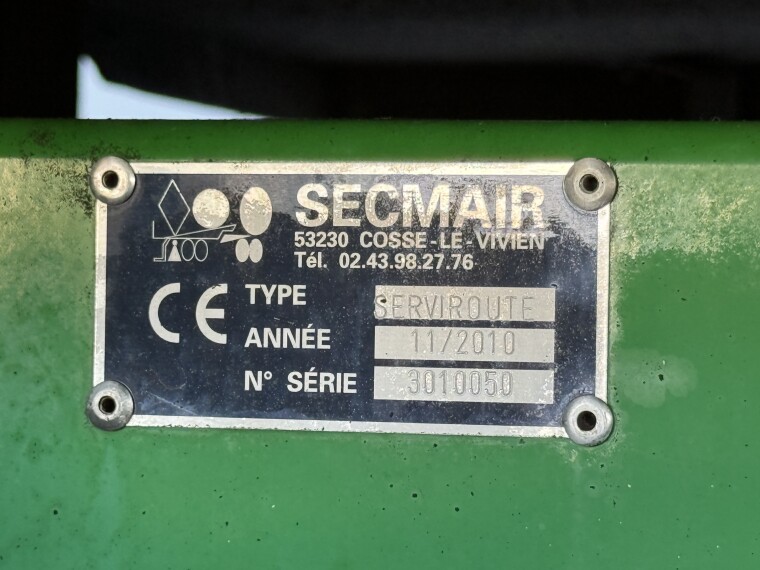 SECMAIR
53230 COSSE-LE-VIVIEN
Tél. 02.43.98.27.76
CE
TYPE SERVIROUTE
ANNÉE 11/2010
N° SÉRIE 3010050